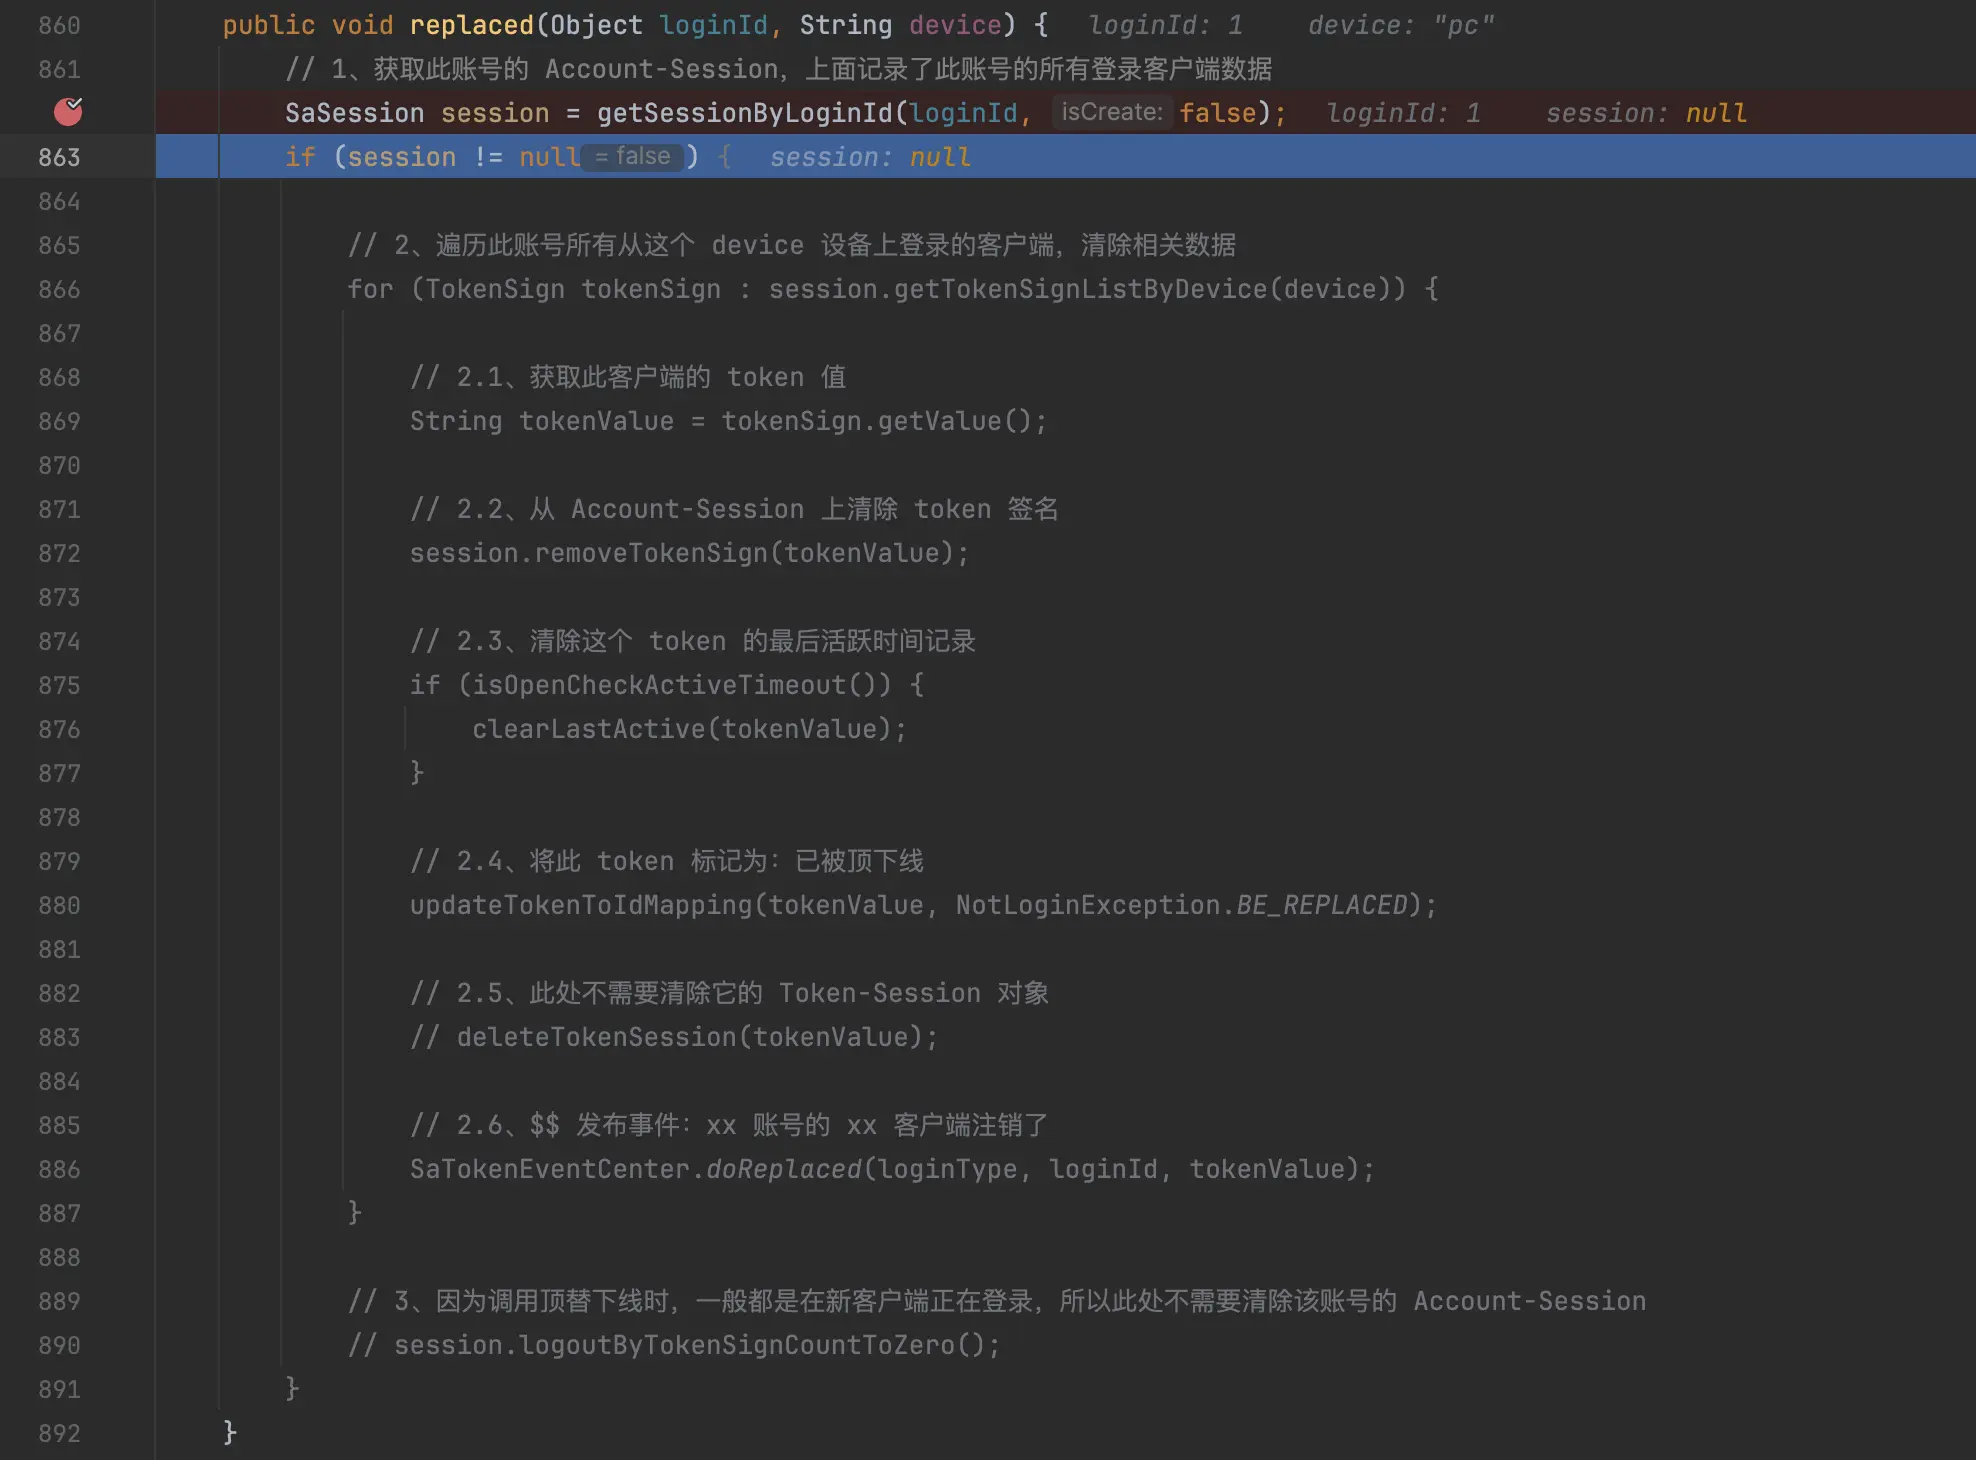 860 public void replaced(Object loginId, String device) { loginId: 1 device: "pc"
861 // 1、获取此账号的 Account-Session，上面记录了此账号的所有登录客户端数据
SaSession session = getSessionByLoginId(loginId, isCreate: false); loginId: 1 session: null
863 if (session != null = false ) { session: null
864
865 // 2、遍历此账号所有从这个 device 设备上登录的客户端，清除相关数据
866 for (TokenSign tokenSign : session.getTokenSignListByDevice(device)) {
867
868 // 2.1、获取此客户端的 token 值
869 String tokenValue = tokenSign.getValue();
870
871 // 2.2、从 Account-Session 上清除 token 签名
872 session.removeTokenSign(tokenValue);
873
874 // 2.3、清除这个 token 的最后活跃时间记录
875 if (isOpenCheckActiveTimeout()) {
876 clearLastActive(tokenValue);
877 }
878
879 // 2.4、将此 token 标记为：已被顶下线
880 updateTokenToIdMapping(tokenValue, NotLoginException.BE_REPLACED);
881
882 // 2.5、此处不需要清除它的 Token-Session 对象
883 // deleteTokenSession(tokenValue);
884
885 // 2.6、$$ 发布事件：xx 账号的 xx 客户端注销了
886 SaTokenEventCenter.doReplaced(loginType, loginId, tokenValue);
887 }
888
889 // 3、因为调用顶替下线时，一般都是在新客户端正在登录，所以此处不需要清除该账号的 Account-Session
890 // session.logoutByTokenSignCountToZero();
891 }
892 }